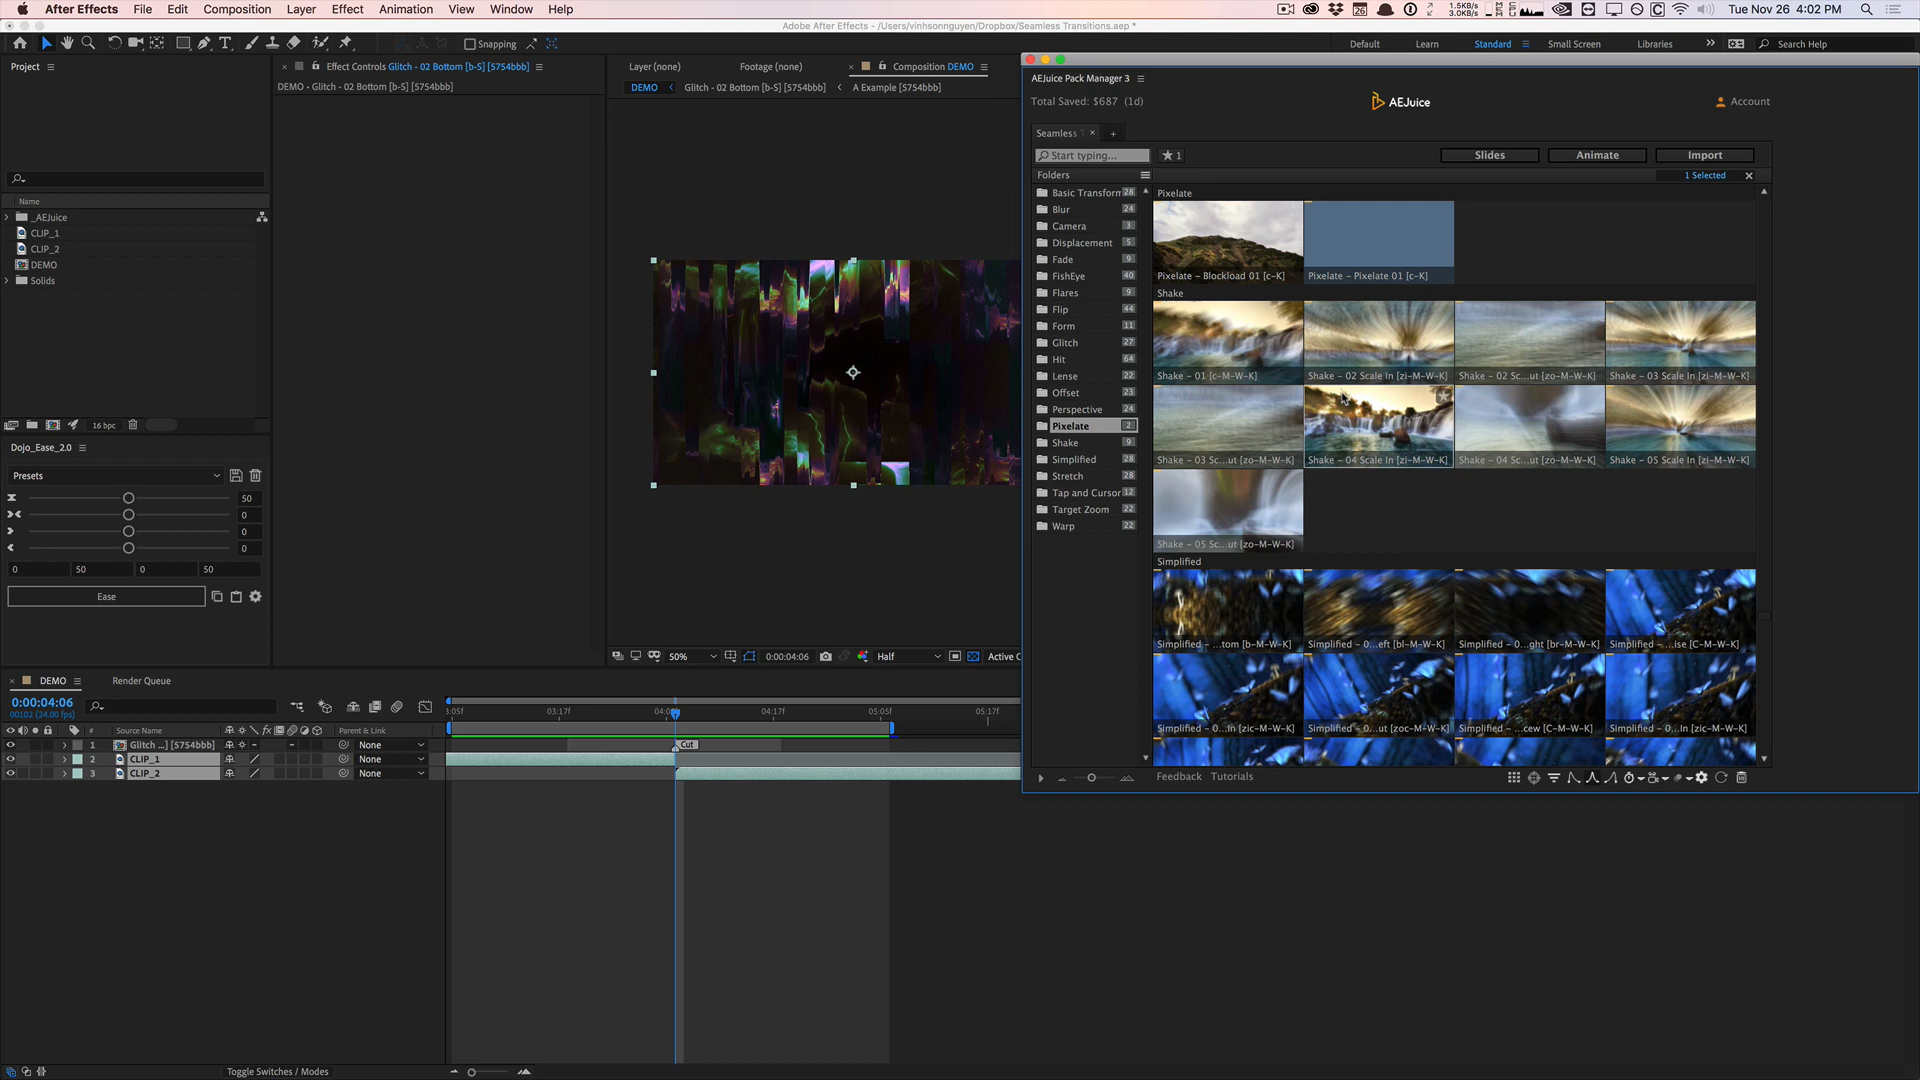 After Effects File Edit Composition Layer Effect Animation View Window Help
26 1.5KB/s 3.0KB/s Tue Nov 26 4:02 PM
Adobe After Effects - /Users/vinhsonnguyen/Dropbox/Seamless Transitions.aep *
Snapping Default Learn Standard Small Screen Libraries Search Help
Project
Effect Controls Glitch - 02 Bottom [b-S] [5754bbb]
Layer (none) Footage (none) Composition DEMO
AEJuice Pack Manager 3
DEMO • Glitch - 02 Bottom [b-S] [5754bbb]
DEMO Glitch - 02 Bottom [b-S] [5754bbb] A Example [5754bbb]
Total Saved: $687 (1d) AEJuice Account
Seamless
Start typing... 1 Slides Animate Import
Folders 1 Selected
Name
_AEJuice
CLIP_1
CLIP_2
DEMO
Solids
16 bpc
Basic Transform 28
Blur 24
Camera 3
Displacement 5
Fade 9
FishEye 40
Flares 9
Flip 44
Form 11
Glitch 27
Hit 64
Lense 22
Offset 23
Perspective 24
Pixelate 2
Shake 9
Simplified 28
Stretch 28
Tap and Cursor 12
Target Zoom 22
Warp 22
Pixelate
Pixelate - Blockload 01 [c-K] Pixelate - Pixelate 01 [c-K]
Shake
Shake - 01 [c-M-W-K] Shake - 02 Scale In [zi-M-W-K] Shake - 02 Sc...ut [zo-M-W-K] Shake - 03 Scale In [zi-M-W-K]
Shake - 03 Sc...ut [zo-M-W-K] Shake - 04 Scale In [zi-M-W-K] Shake - 04 Sc...ut [zo-M-W-K] Shake - 05 Scale In [zi-M-W-K]
Shake - 05 Sc...ut [zo-M-W-K]
Simplified
Simplified - ...tom [b-M-W-K] Simplified - 0...eft [bl-M-W-K] Simplified - 0...ght [br-M-W-K] Simplified - ...ise [C-M-W-K]
Simplified - 0...In [zi-M-W-K] Simplified - 0...ut [zoc-M-W-K] Simplified - ...cew [C-M-W-K] Simplified - 0...In [zic-M-W-K]
Feedback Tutorials
Dojo_Ease_2.0
Presets
50
0
0
0
0 50 0 50
Ease
50% 0:00:04:06 Half Active C
DEMO Render Queue
0:00:04:06
00102 (24.00 fps)
3:05f 03:17f 04:0 04:17f 05:05f 05:17f
# Source Name fx Parent & Link
1 Glitch ...] [5754bbb] None Cut
2 CLIP_1 None
3 CLIP_2 None
Toggle Switches / Modes